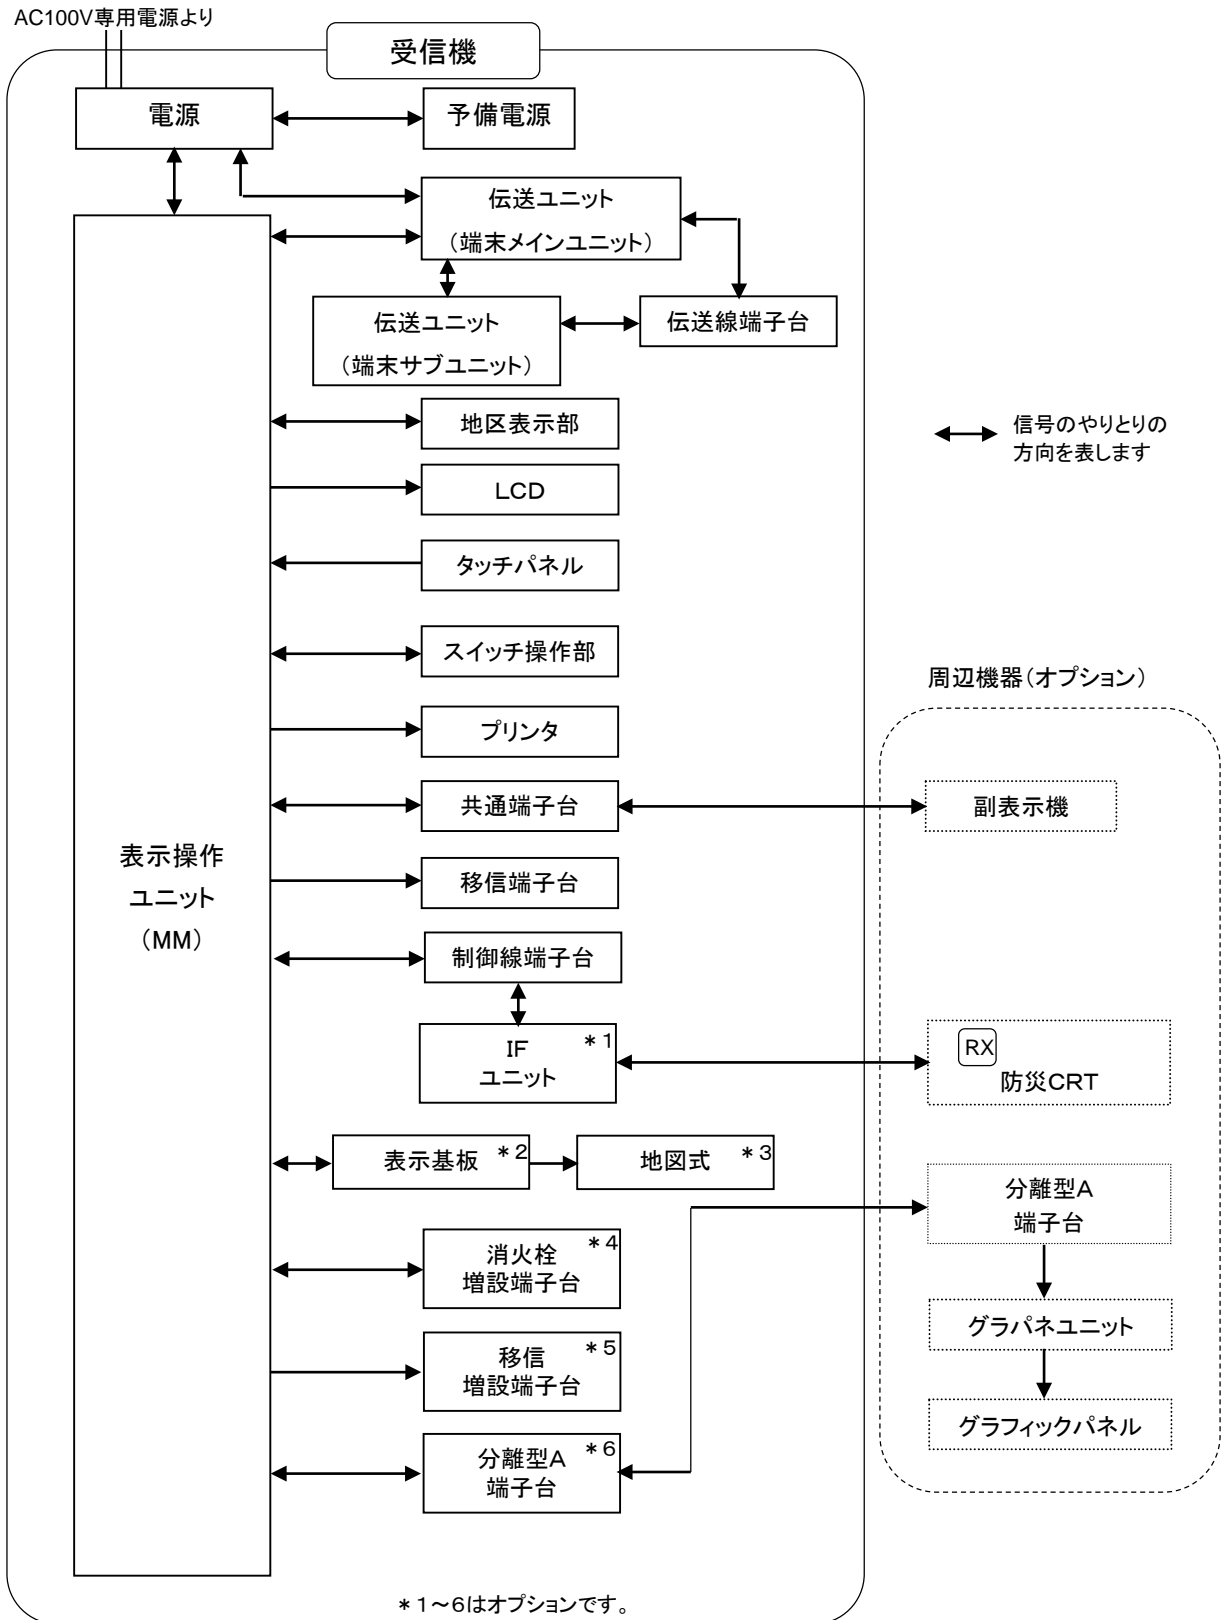 AC100V専用電源より
受信機
電源
予備電源
伝送ユニット
(端末メインユニット)
伝送ユニット
(端末サブユニット)
伝送線端子台
地区表示部
LCD
信号のやりとりの
方向を表します
タッチパネル
スイッチ操作部
周辺機器(オプション)
プリンタ
共通端子台
副表示機
表示操作
ユニット
(MM)
移信端子台
制御線端子台
IF
ユニット
*1
RX
防災CRT
表示基板 *2
地図式 *3
分離型A
端子台
消火栓
増設端子台
*4
グラパネユニット
移信
増設端子台
*5
グラフィックパネル
分離型A
端子台
*6
*1~6はオプションです。